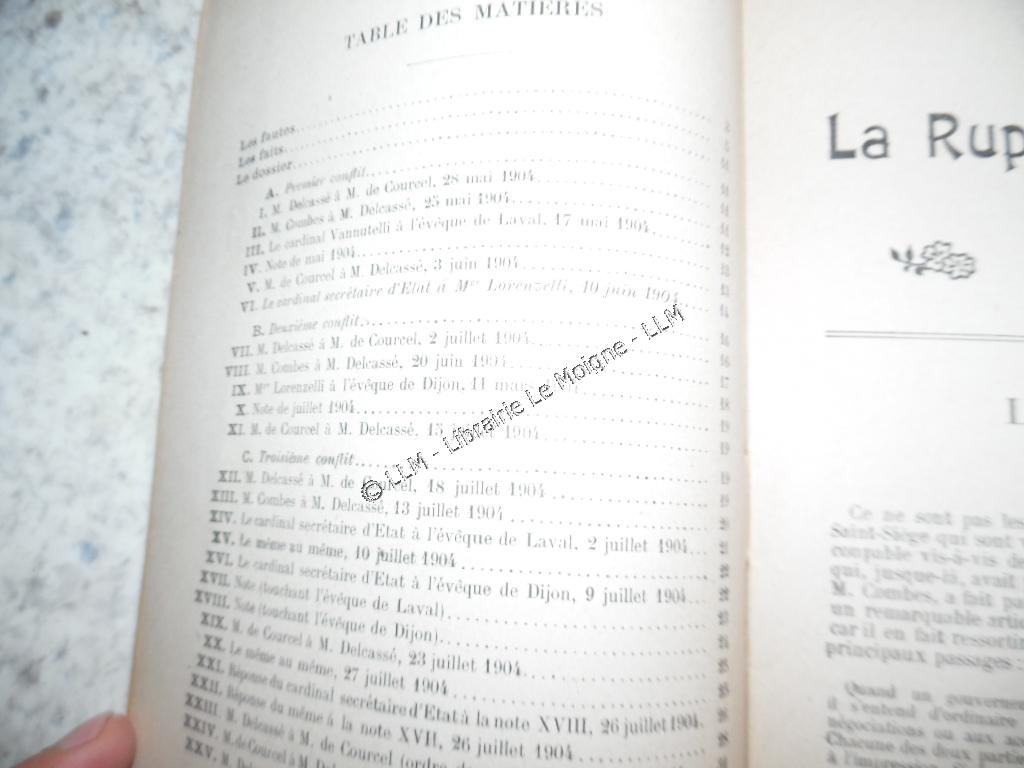 TABLE DES MATIÈRES
Les fautes
Les faits
Le dossier
A. Premier conflit
I. M. Delcassé à M. de Courcel, 28 mai 1904
II. M. Combes à M. Delcassé, 25 mai 1904
III. Le cardinal Vannutelli à l'évêque de Laval, 17 mai 1904
IV. Note de mai 1904
V. M. de Courcel à M. Delcassé, 3 juin 1904
VI. Le cardinal secrétaire d'Etat à Mgr Lorenzelli, 10 juin 1904
B. Deuxième conflit
VII. M. Delcassé à M. de Courcel, 2 juillet 1904
VIII. M. Combes à M. Delcassé, 20 juin 1904
IX. Mgr Lorenzelli à l'évêque de Dijon, 11
X. Note de juillet 1904
XI. M. de Courcel à M. Delcassé, 15 1904
C. Troisième conflit
XII. M. Delcassé à M. de Courcel, 18 juillet 1904
XIII. M. Combes à M. Delcassé, 13 juillet 1904
XIV. Le cardinal secrétaire d'Etat à l'évêque de Laval, 2 juillet 1904
XV. Le même au même, 10 juillet 1904
XVI. Le cardinal secrétaire d'Etat à l'évêque de Dijon, 9 juillet 1904
XVII. Note (touchant l'évêque de Laval)
XVIII. Note (touchant l'évêque de Dijon)
XIX. M. de Courcel à M. Delcassé, 23 juillet 1904
XX. Le même au même, 27 juillet 1904
XXI. Réponse du cardinal secrétaire d'Etat à la note XVIII, 26 juillet 1904
XXII. Réponse du même à la note XVII, 26 juillet 1904
XXIII. M. Delcassé à M. de Courcel (ordre de
XXIV. M. de Courcel à M. Delcassé
XXV. M.
© LLM - Librairie Le Moigne - LLM
La Rup
L
Ce ne sont pas les
Saint-Siège qui sont
coupable vis-à-vis de
qui, jusque-là, avait
M. Combes, a fait pa
un remarquable artic
car il en fait ressortir
principaux passages :
Quand un gouvernem
il s'entend d'ordinaire
négociations ou aux
Chacune des deux partie
à l'impression.